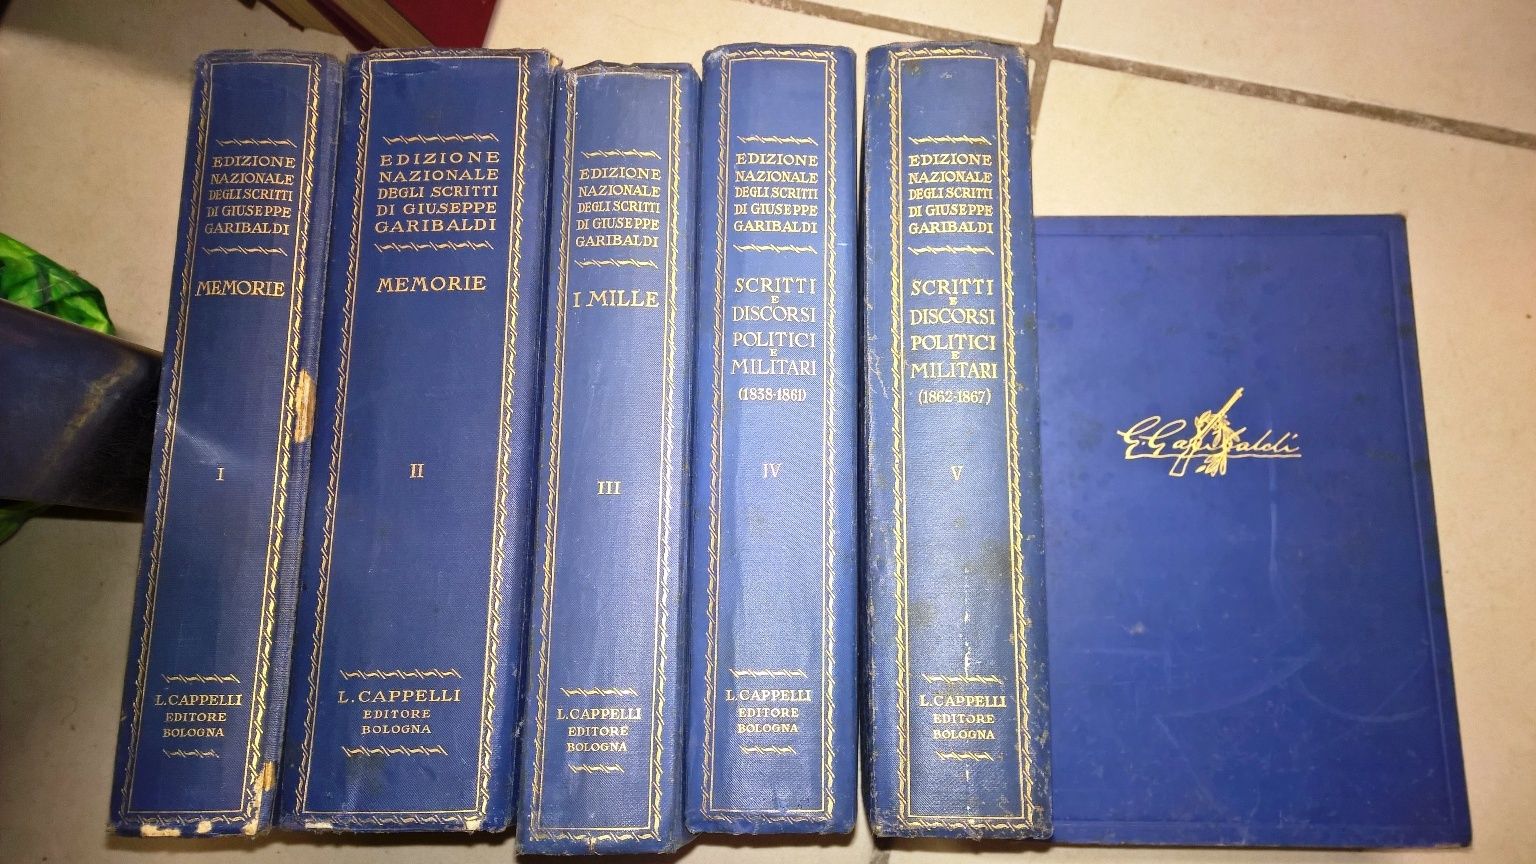 EDIZIONE
NAZIONALE
DEGLI SCRITTI
DI GIUSEPPE
GARIBALDI
MEMORIE
I
L. CAPPELLI
EDITORE
BOLOGNA
EDIZIONE
NAZIONALE
DEGLI SCRITTI
DI GIUSEPPE
GARIBALDI
MEMORIE
II
L. CAPPELLI
EDITORE
BOLOGNA
EDIZIONE
NAZIONALE
DEGLI SCRITTI
DI GIUSEPPE
GARIBALDI
I MILLE
III
L. CAPPELLI
EDITORE
BOLOGNA
EDIZIONE
NAZIONALE
DEGLI SCRITTI
DI GIUSEPPE
GARIBALDI
SCRITTI
E
DISCORSI
POLITICI
E
MILITARI
(1838-1861)
IV
L. CAPPELLI
EDITORE
BOLOGNA
EDIZIONE
NAZIONALE
DEGLI SCRITTI
DI GIUSEPPE
GARIBALDI
SCRITTI
E
DISCORSI
POLITICI
E
MILITARI
(1862-1867)
V
L. CAPPELLI
EDITORE
BOLOGNA
G. Garibaldi